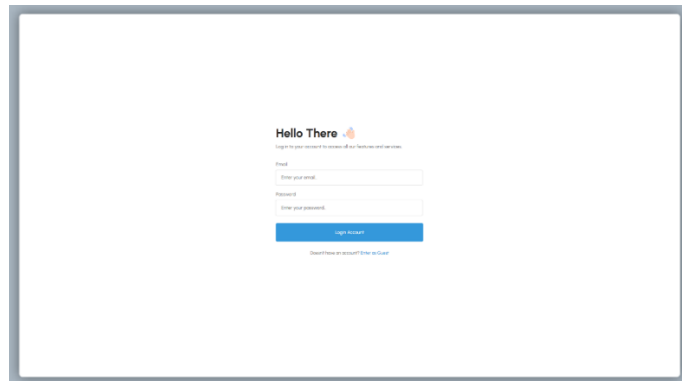 Hello There 👋🏻
Login to your account to access all our features and services.
Email
Enter your email
Password
Enter your password.
Login Account
Doesn't have an account? Enter as Guest